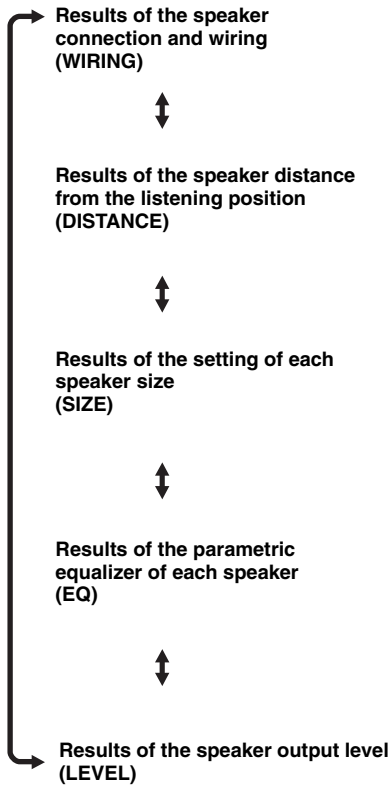 Results of the speaker
connection and wiring
(WIRING)
Results of the speaker distance
from the listening position
(DISTANCE)
Results of the setting of each
speaker size
(SIZE)
Results of the parametric
equalizer of each speaker
(EQ)
Results of the speaker output level
(LEVEL)